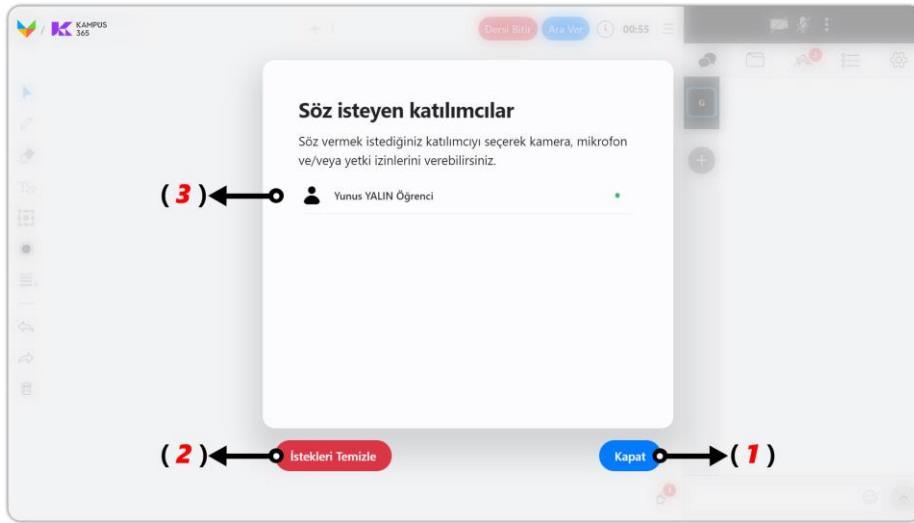 / K KAMPUS
365
Dersi Bitir Ara Ver 00:55
G
Söz isteyen katılımcılar
Söz vermek istediğiniz katılımcıyı seçerek kamera, mikrofon
ve/veya yetki izinlerini verebilirsiniz.
( 3 ) Yunus YALIN Öğrenci
( 2 ) İstekleri Temizle Kapat ( 1 )